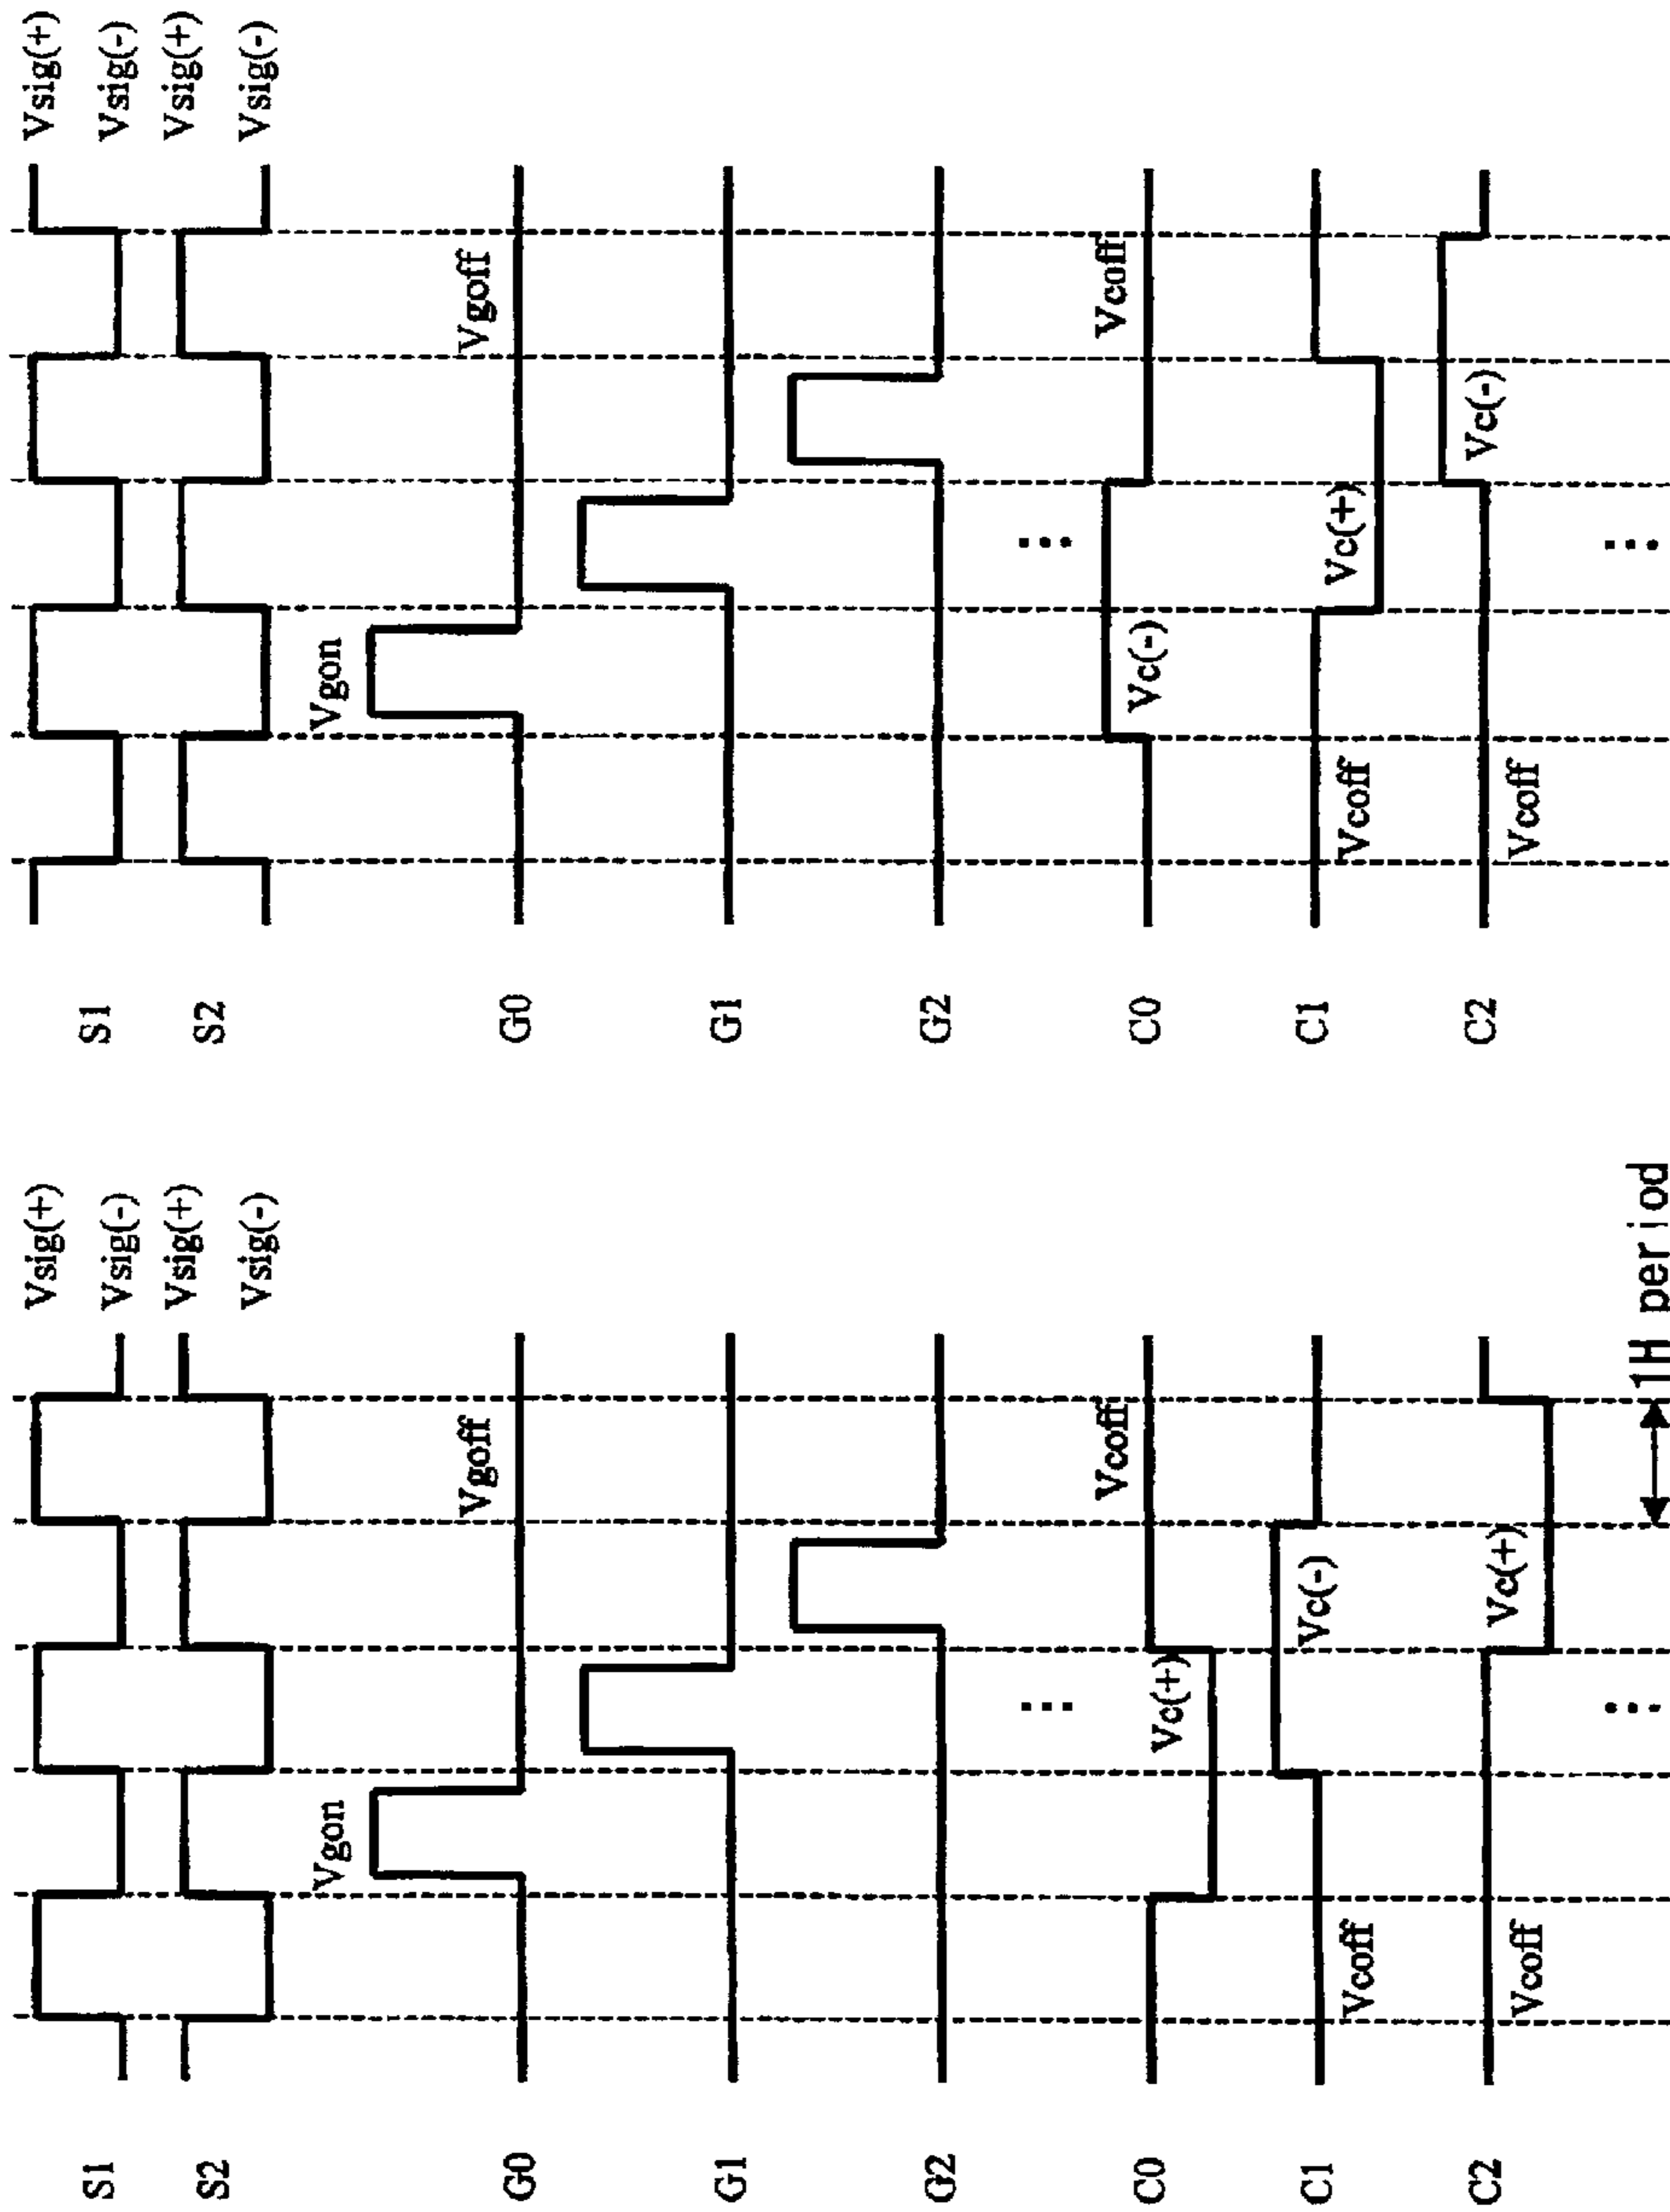 S1
Vsig(+)
Vsig(-)
S2
Vsig(+)
Vsig(-)
Vgon
G0
Vgoff
G1
G2
...
C0
Vcoff
Vc(+)
C1
Vcoff
Vc(-)
C2
Vcoff
Vc(+)
...
1H period
S1
Vsig(+)
Vsig(-)
S2
Vsig(+)
Vsig(-)
Vgon
G0
Vgoff
G1
G2
...
C0
Vcoff
Vc(-)
C1
Vcoff
Vc(+)
C2
Vcoff
Vc(-)
...